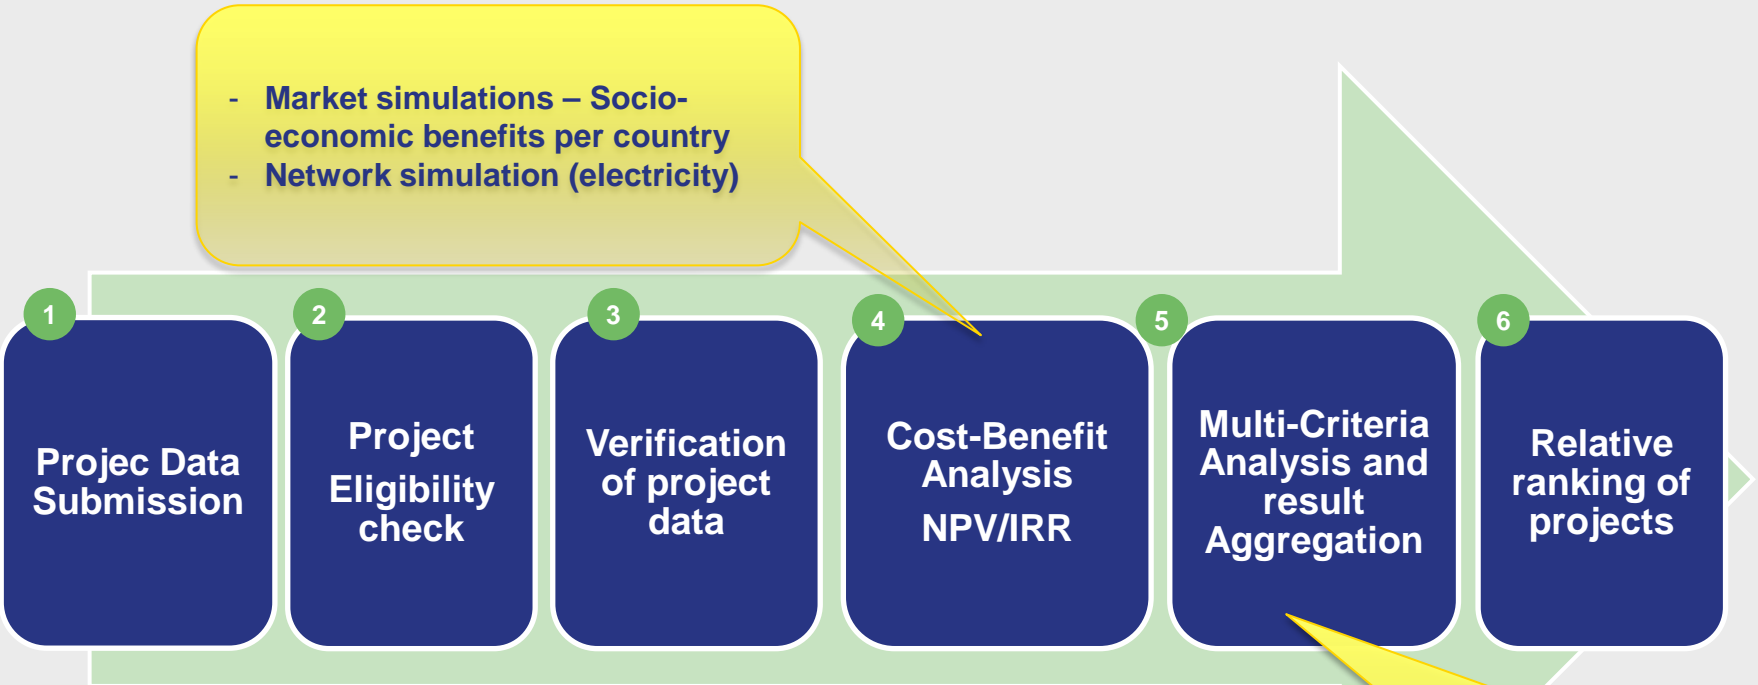 - Market simulations – Socio-
economic benefits per country
- Network simulation (electricity)
1
Projec Data
Submission
2
Project
Eligibility
check
3
Verification
of project
data
4
Cost-Benefit
Analysis
NPV/IRR
5
Multi-Criteria
Analysis and
result
Aggregation
6
Relative
ranking of
projects